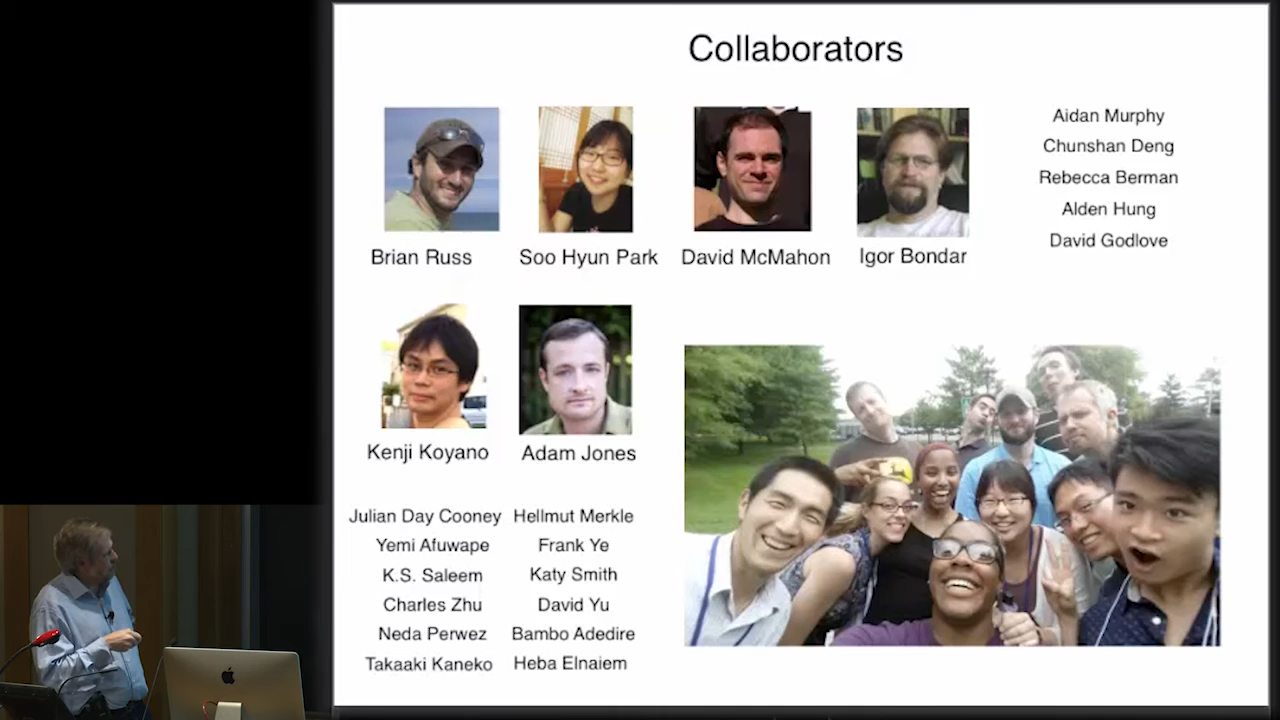 Collaborators
Brian Russ
Soo Hyun Park
David McMahon
Igor Bondar
Aidan Murphy
Chunshan Deng
Rebecca Berman
Alden Hung
David Godlove
Kenji Koyano
Adam Jones
Julian Day Cooney
Yemi Afuwape
K.S. Saleem
Charles Zhu
Neda Perwez
Takaaki Kaneko
Hellmut Merkle
Frank Ye
Katy Smith
David Yu
Bambo Adedire
Heba Elnaiem